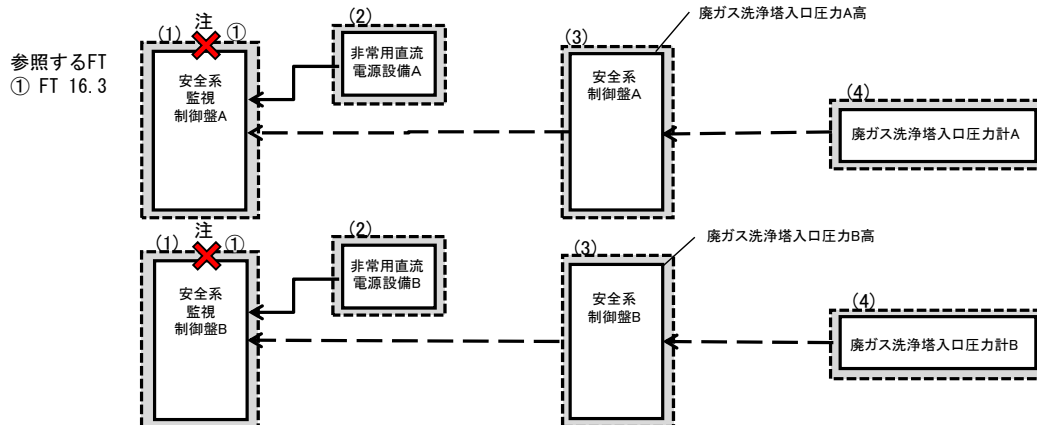 参照するFT
① FT 16.3
注
(1)
①
安全系
監視
制御盤A
(2)
非常用直流
電源設備A
廃ガス洗浄塔入口圧力A高
(3)
安全系
制御盤A
(4)
廃ガス洗浄塔入口圧力計A
注
(1)
①
安全系
監視
制御盤B
(2)
非常用直流
電源設備B
廃ガス洗浄塔入口圧力B高
(3)
安全系
制御盤B
(4)
廃ガス洗浄塔入口圧力計B